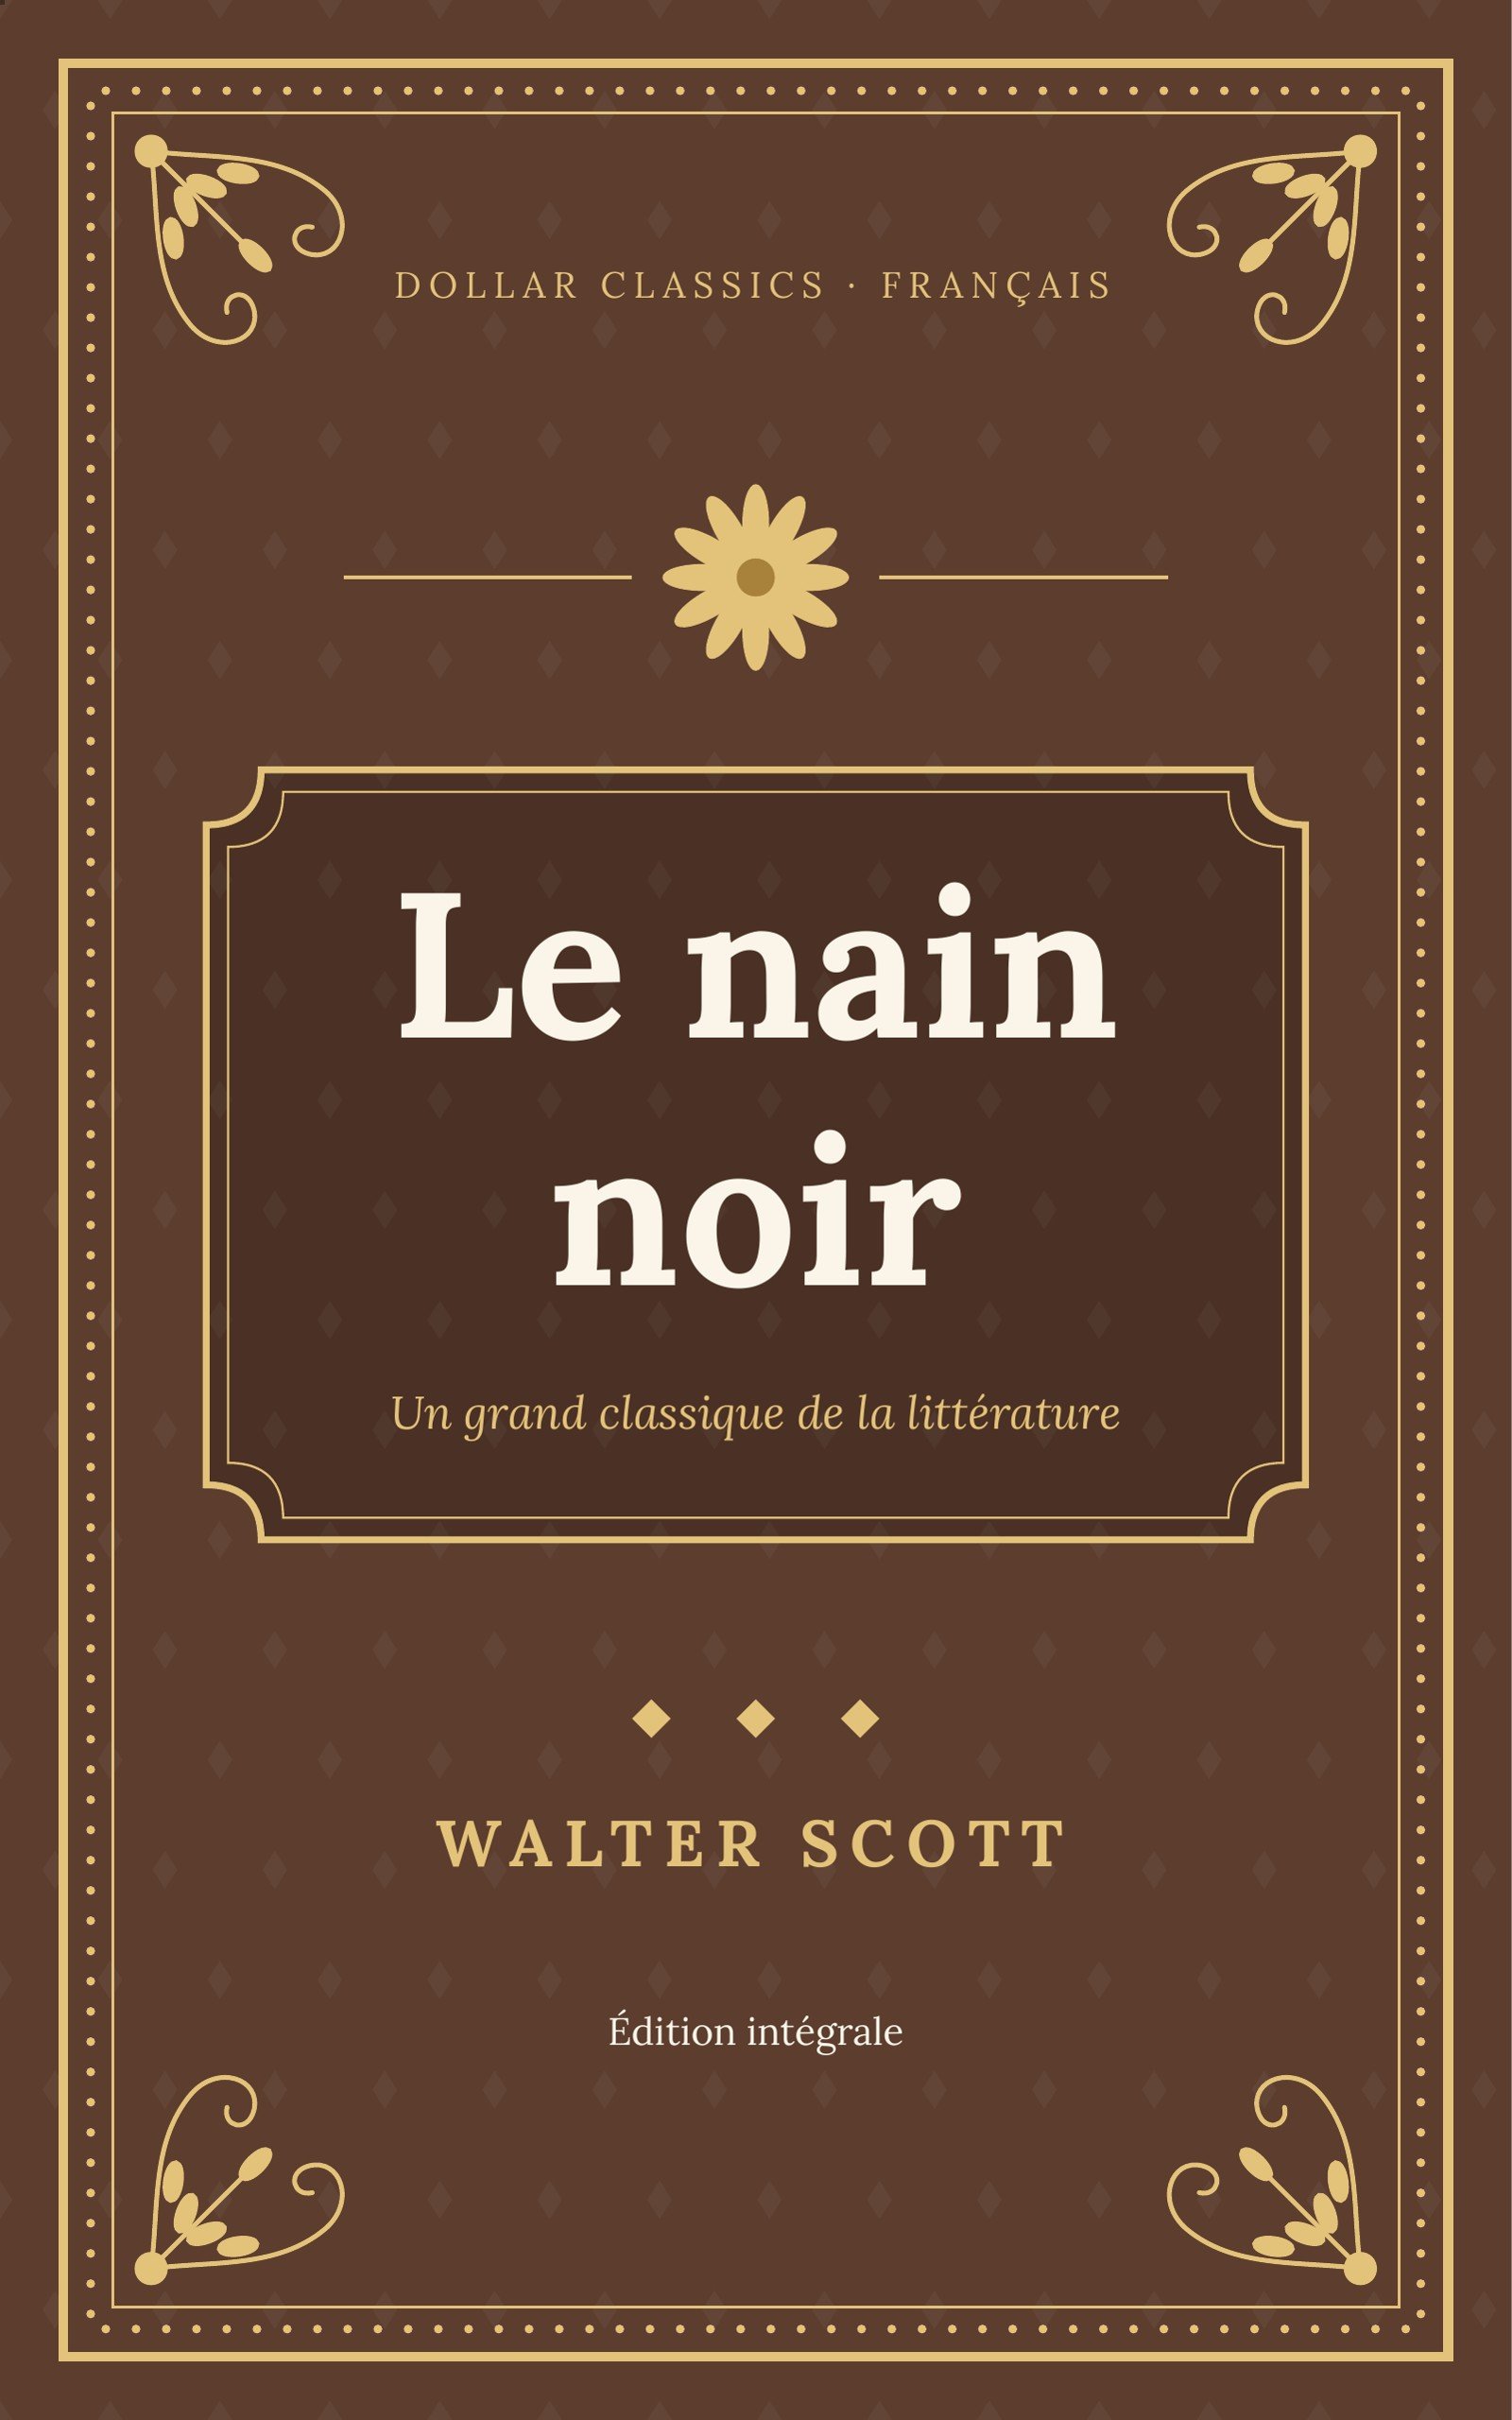 DOLLAR CLASSICS · FRANÇAIS
Le nain
noir
Un grand classique de la littérature
WALTER SCOTT
Édition intégrale